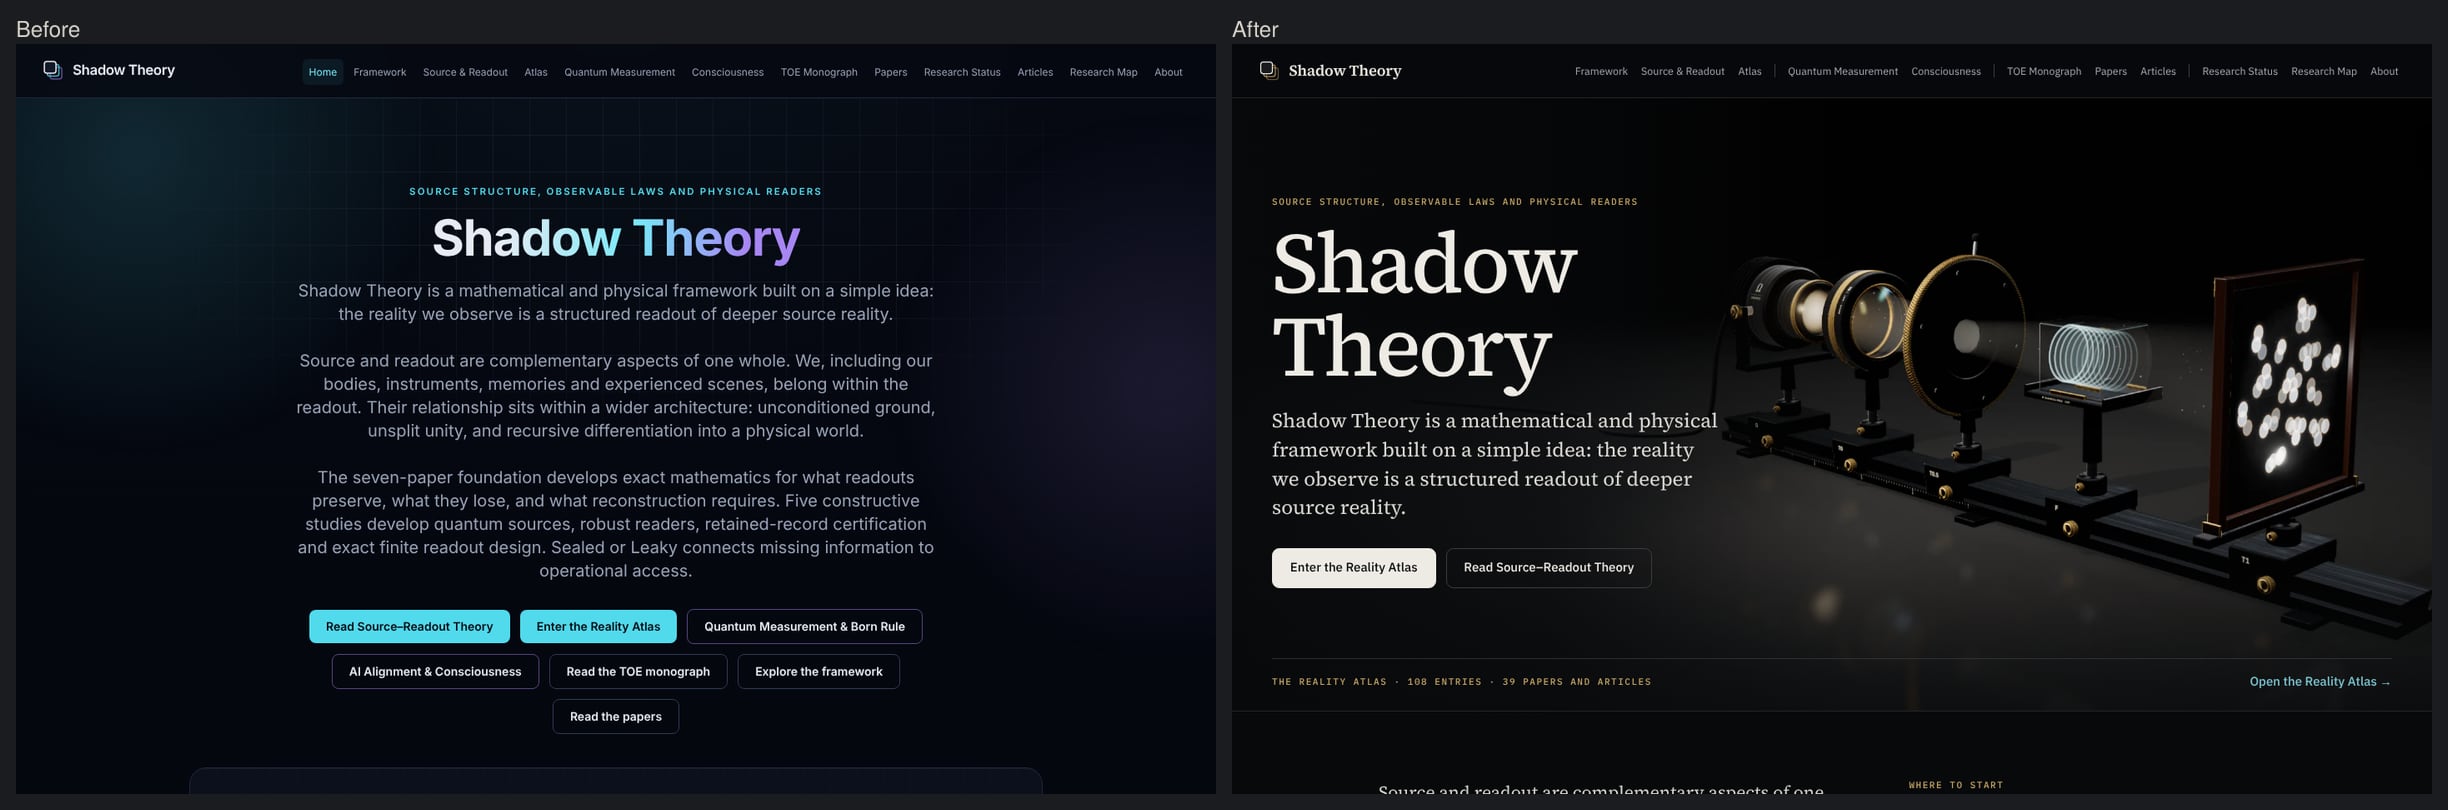 Before
Shadow Theory
Home Framework Source & Readout Atlas Quantum Measurement Consciousness TOE Monograph Papers Research Status Articles Research Map About
SOURCE STRUCTURE, OBSERVABLE LAWS AND PHYSICAL READERS
Shadow Theory
Shadow Theory is a mathematical and physical framework built on a simple idea:
the reality we observe is a structured readout of deeper source reality.
Source and readout are complementary aspects of one whole. We, including our
bodies, instruments, memories and experienced scenes, belong within the
readout. Their relationship sits within a wider architecture: unconditioned ground,
unsplit unity, and recursive differentiation into a physical world.
The seven-paper foundation develops exact mathematics for what readouts
preserve, what they lose, and what reconstruction requires. Five constructive
studies develop quantum sources, robust readers, retained-record certification
and exact finite readout design. Sealed or Leaky connects missing information to
operational access.
Read Source–Readout Theory Enter the Reality Atlas Quantum Measurement & Born Rule
AI Alignment & Consciousness Read the TOE monograph Explore the framework
Read the papers
After
Shadow Theory
Framework Source & Readout Atlas Quantum Measurement Consciousness TOE Monograph Papers Articles Research Status Research Map About
SOURCE STRUCTURE, OBSERVABLE LAWS AND PHYSICAL READERS
Shadow
Theory
Shadow Theory is a mathematical and physical
framework built on a simple idea: the reality
we observe is a structured readout of deeper
source reality.
Enter the Reality Atlas Read Source–Readout Theory
T1
THE REALITY ATLAS · 108 ENTRIES · 39 PAPERS AND ARTICLES
Open the Reality Atlas →
Source and readout are complementary aspects of one
WHERE TO START